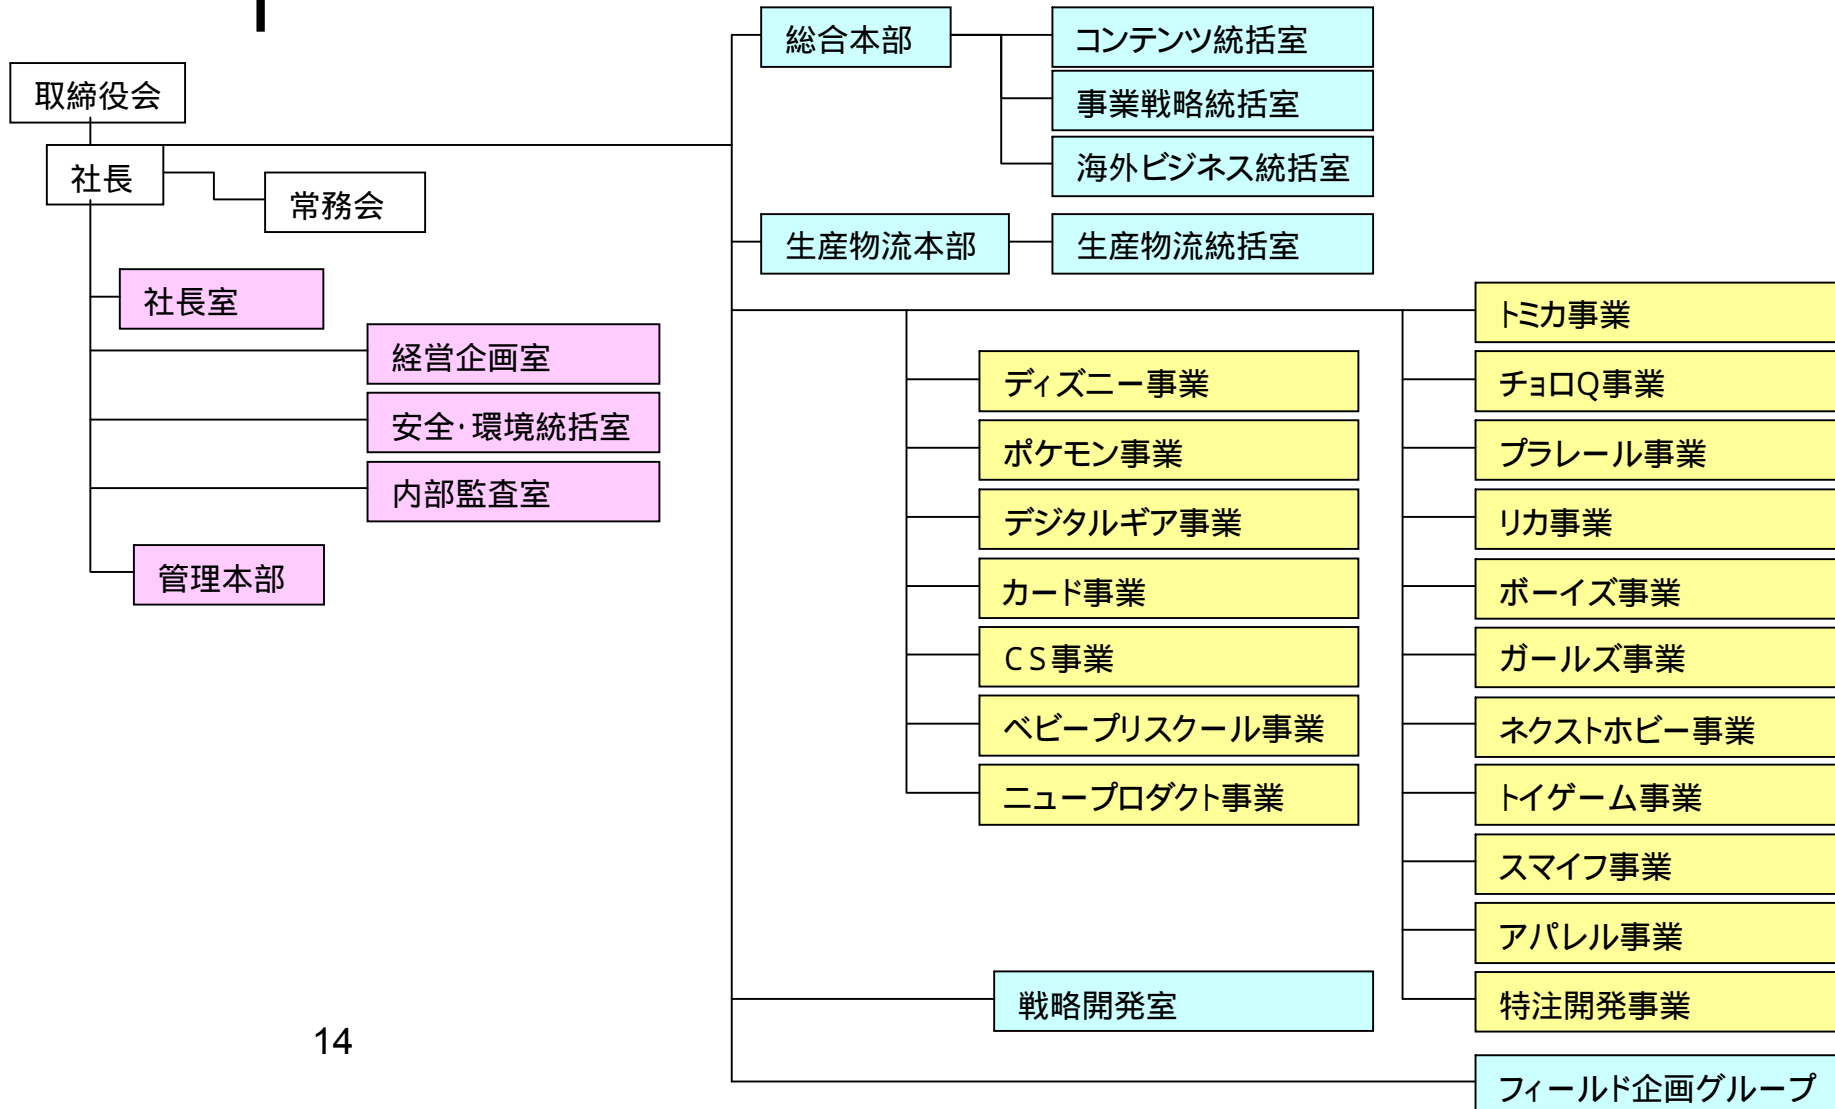 取締役会
社長
常務会
社長室
経営企画室
安全･環境統括室
内部監査室
管理本部
総合本部
コンテンツ統括室
事業戦略統括室
海外ビジネス統括室
生産物流本部
生産物流統括室
ディズニー事業
ポケモン事業
デジタルギア事業
カード事業
CS事業
ベビープリスクール事業
ニュープロダクト事業
トミカ事業
チョロQ事業
プラレール事業
リカ事業
ボーイズ事業
ガールズ事業
ネクストホビー事業
トイゲーム事業
スマイフ事業
アパレル事業
特注開発事業
戦略開発室
フィールド企画グループ
14